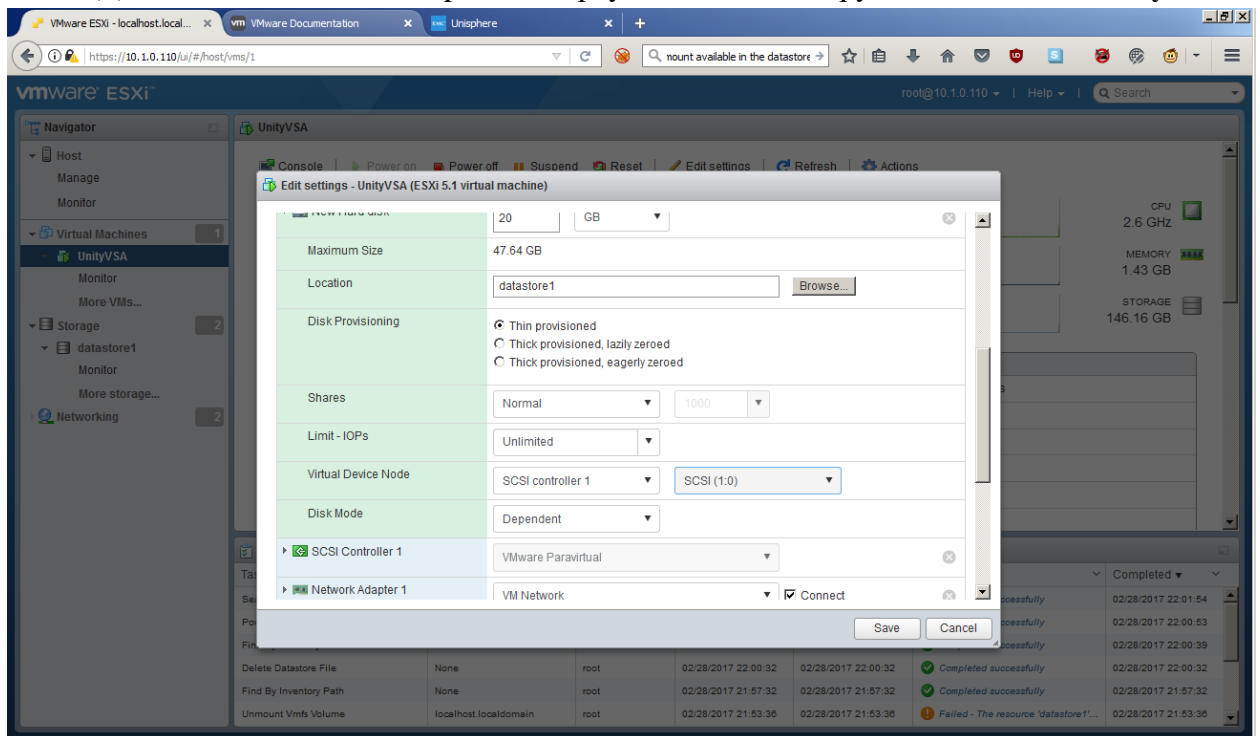 VMware ESXi - localhost.local...
VMware Documentation
Unisphere
https://10.1.0.110/ui/#/host/vms/1
nount available in the datastore
vmware ESXi
root@10.1.0.110
Help
Search
Navigator
Host
Manage
Monitor
Virtual Machines 1
UnityVSA
Monitor
More VMs...
Storage 2
datastore1
Monitor
More storage...
Networking 2
UnityVSA
Console Power on Power off Suspend Reset Edit settings Refresh Actions
CPU
2.6 GHz
MEMORY
1.43 GB
STORAGE
146.16 GB
Edit settings - UnityVSA (ESXi 5.1 virtual machine)
New Hard disk 20 GB
Maximum Size 47.64 GB
Location datastore1 Browse...
Disk Provisioning
Thin provisioned
Thick provisioned, lazily zeroed
Thick provisioned, eagerly zeroed
Shares Normal 1000
Limit - IOPs Unlimited
Virtual Device Node SCSI controller 1 SCSI (1:0)
Disk Mode Dependent
SCSI Controller 1 VMware Paravirtual
Network Adapter 1 VM Network Connect
Save Cancel
Completed
02/28/2017 22:01:54
02/28/2017 22:00:53
02/28/2017 22:00:39
Delete Datastore File None root 02/28/2017 22:00:32 02/28/2017 22:00:32 Completed successfully 02/28/2017 22:00:32
Find By Inventory Path None root 02/28/2017 21:57:32 02/28/2017 21:57:32 Completed successfully 02/28/2017 21:57:32
Unmount Vmfs Volume localhost.localdomain root 02/28/2017 21:53:36 02/28/2017 21:53:36 Failed - The resource 'datastore1'... 02/28/2017 21:53:36